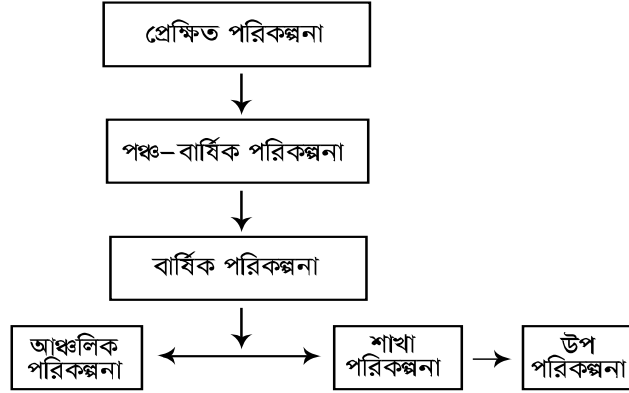 প্রেক্ষিত পরিকল্পনা
পঞ্চ-বার্ষিক পরিকল্পনা
বার্ষিক পরিকল্পনা
আঞ্চলিক
পরিকল্পনা
শাখা
পরিকল্পনা
উপ
পরিকল্পনা